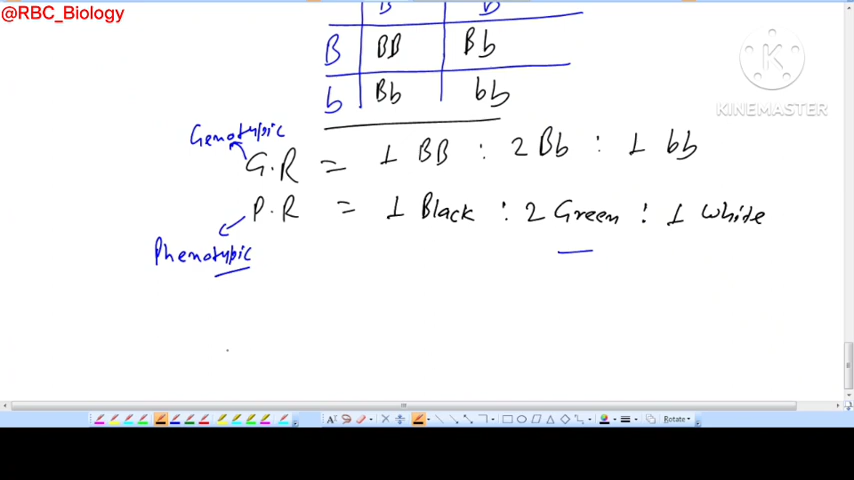 @RBC_Biology
B BB Bb
b Bb bb
KINEMASTER
Genotypic
G.R = 1 BB : 2 Bb : 1 bb
P.R = 1 Black : 2 Green : 1 White
Phenotypic
Rotate